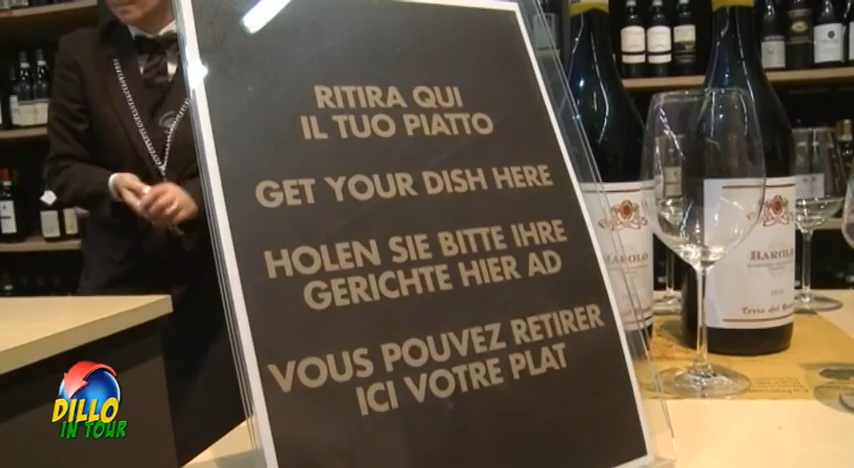 RITIRA QUI
IL TUO PIATTO
GET YOUR DISH HERE
HOLEN SIE BITTE IHRE
GERICHTE HIER AD
VOUS POUVEZ RETIRER
ICI VOTRE PLAT
BAROLO
BAROLO
DILLO
IN TOUR